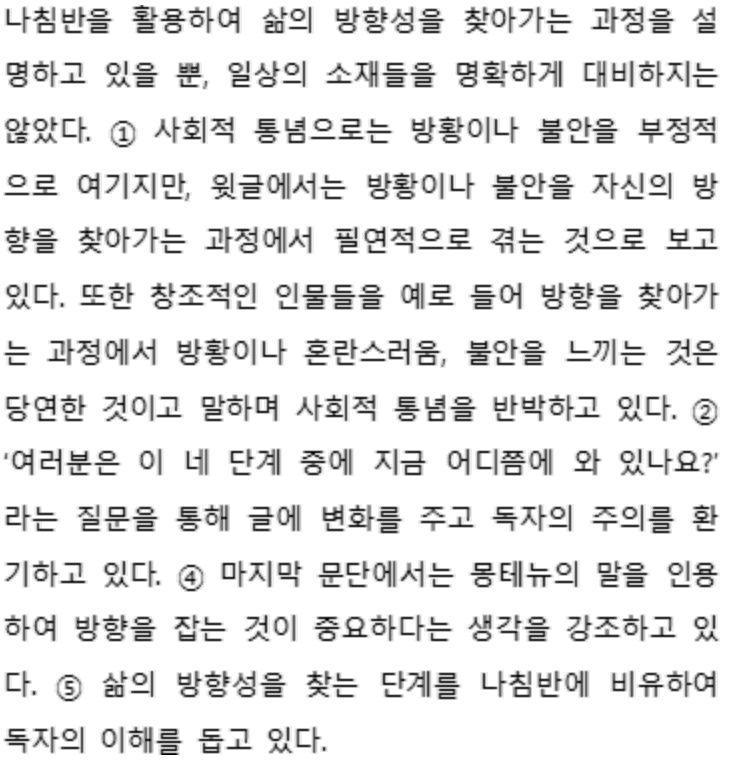 나침반을 활용하여 삶의 방향성을 찾아가는 과정을 설
명하고 있을 뿐, 일상의 소재들을 명확하게 대비하지는
않았다. ① 사회적 통념으로는 방황이나 불안을 부정적
으로 여기지만, 윗글에서는 방황이나 불안을 자신의 방
향을 찾아가는 과정에서 필연적으로 겪는 것으로 보고
있다. 또한 창조적인 인물들을 예로 들어 방향을 찾아가
는 과정에서 방황이나 혼란스러움, 불안을 느끼는 것은
당연한 것이고 말하며 사회적 통념을 반박하고 있다. ②
‘여러분은 이 네 단계 중에 지금 어디쯤에 와 있나요?’
라는 질문을 통해 글에 변화를 주고 독자의 주의를 환
기하고 있다. ④ 마지막 문단에서는 몽테뉴의 말을 인용
하여 방향을 잡는 것이 중요하다는 생각을 강조하고 있
다. ⑤ 삶의 방향성을 찾는 단계를 나침반에 비유하여
독자의 이해를 돕고 있다.